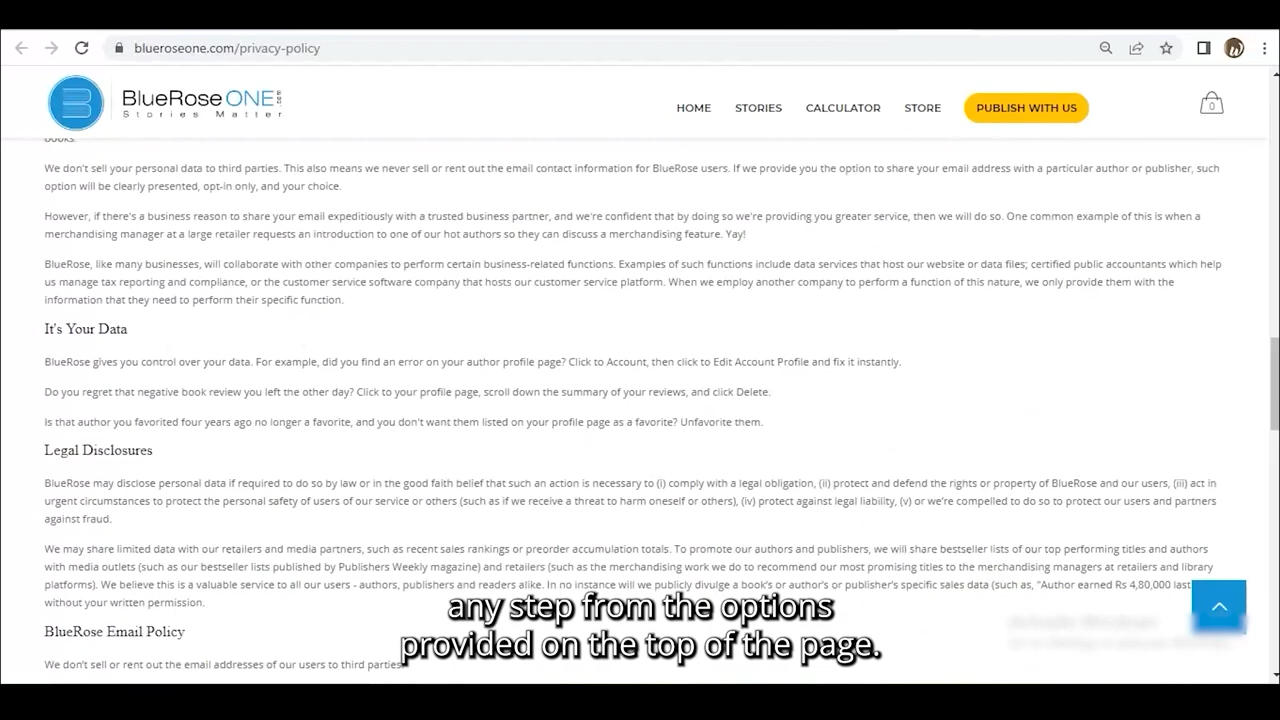 blueroseone.com/privacy-policy
BlueRose ONE .com
Stories Matter
HOME STORIES CALCULATOR STORE PUBLISH WITH US
0
books.
We don't sell your personal data to third parties. This also means we never sell or rent out the email contact information for BlueRose users. If we provide you the option to share your email address with a particular author or publisher, such
option will be clearly presented, opt-in only, and your choice.
However, if there's a business reason to share your email expeditiously with a trusted business partner, and we're confident that by doing so we're providing you greater service, then we will do so. One common example of this is when a
merchandising manager at a large retailer requests an introduction to one of our hot authors so they can discuss a merchandising feature. Yay!
BlueRose, like many businesses, will collaborate with other companies to perform certain business-related functions. Examples of such functions include data services that host our website or data files; certified public accountants which help
us manage tax reporting and compliance, or the customer service software company that hosts our customer service platform. When we employ another company to perform a function of this nature, we only provide them with the
information that they need to perform their specific function.
It's Your Data
BlueRose gives you control over your data. For example, did you find an error on your author profile page? Click to Account, then click to Edit Account Profile and fix it instantly.
Do you regret that negative book review you left the other day? Click to your profile page, scroll down the summary of your reviews, and click Delete.
Is that author you favorited four years ago no longer a favorite, and you don't want them listed on your profile page as a favorite? Unfavorite them.
Legal Disclosures
BlueRose may disclose personal data if required to do so by law or in the good faith belief that such an action is necessary to (i) comply with a legal obligation, (ii) protect and defend the rights or property of BlueRose and our users, (iii) act in
urgent circumstances to protect the personal safety of users of our service or others (such as if we receive a threat to harm oneself or others), (iv) protect against legal liability, (v) or we're compelled to do so to protect our users and partners
against fraud.
We may share limited data with our retailers and media partners, such as recent sales rankings or preorder accumulation totals. To promote our authors and publishers, we will share bestseller lists of our top performing titles and authors
with media outlets (such as our bestseller lists published by Publishers Weekly magazine) and retailers (such as the merchandising work we do to recommend our most promising titles to the merchandising managers at retailers and library
platforms). We believe this is a valuable service to all our users - authors, publishers and readers alike. In no instance will we publicly divulge a book's or author's or publisher's specific sales data (such as, "Author earned Rs 4,80,000 last
without your written permission.
BlueRose Email Policy
We don't sell or rent out the email addresses of our users to third parties
any step from the options
provided on the top of the page.